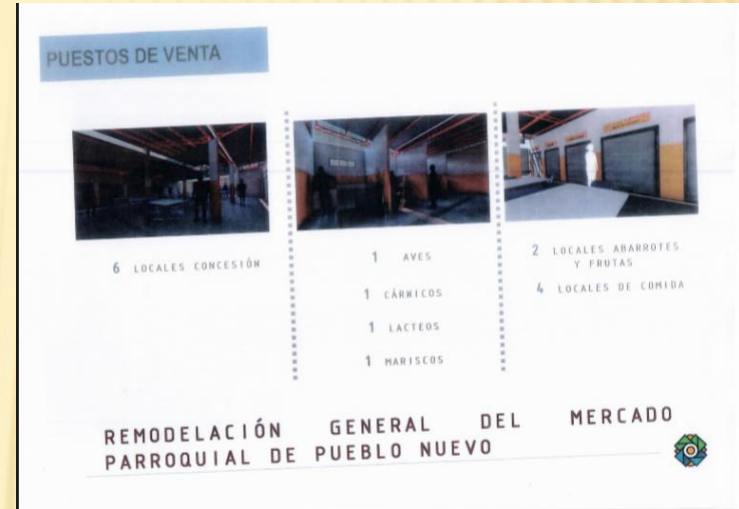 PUESTOS DE VENTA
6 LOCALES CONCESIÓN
1 AVES
1 CÁRNICOS
1 LACTEOS
1 MARISCOS
2 LOCALES ABARROTES
Y FRUTAS
4 LOCALES DE COMIDA
REMODELACIÓN GENERAL DEL MERCADO
PARROQUIAL DE PUEBLO NUEVO